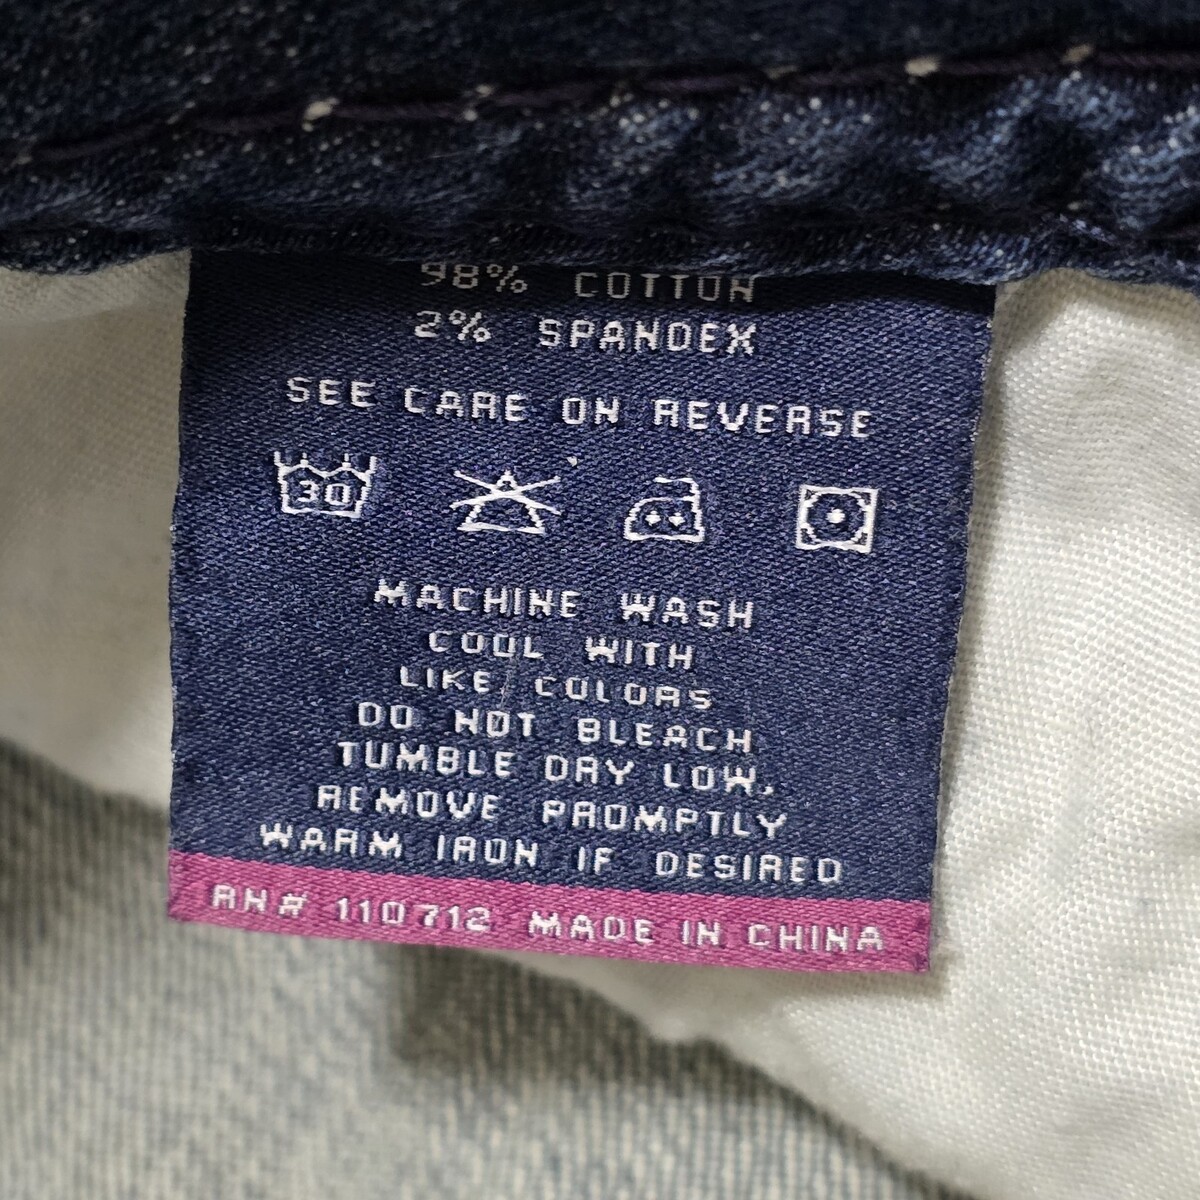 98% COTTON
2% SPANDEX
SEE CARE ON REVERSE
30
MACHINE WASH
COOL WITH
LIKE COLORS
DO NOT BLEACH
TUMBLE DRY LOW,
REMOVE PROMPTLY
WARM IRON IF DESIRED
RN# 110712 MADE IN CHINA